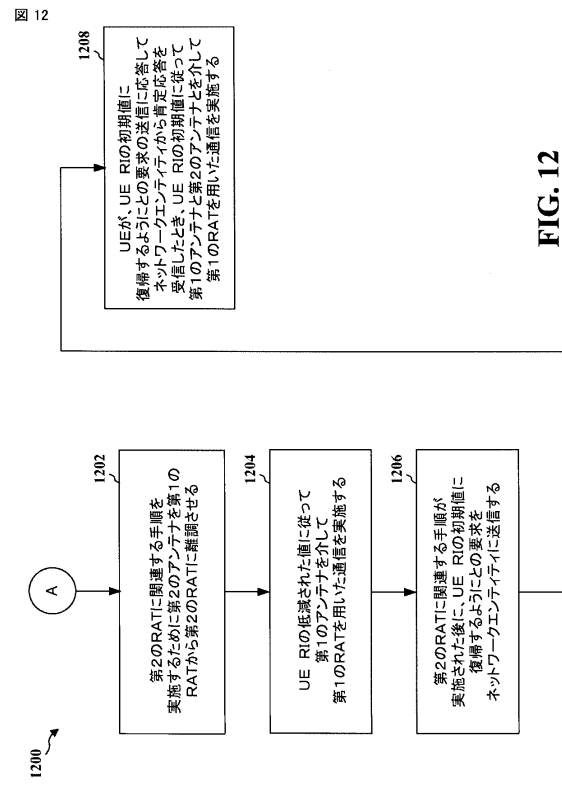 図 12
1200
A
1202
第2のRATに関連する手順を
実施するために第2のアンテナを第1の
RATから第2のRATに離調させる
1204
UE RIの低減された値に従って
第1のアンテナを介して
第1のRATを用いた通信を実施する
1206
第2のRATに関連する手順が
実施された後に、UE RIの初期値に
復帰するようにとの要求を
ネットワークエンティティに送信する
1208
UEが、UE RIの初期値に
復帰するようにとの要求の送信に応答して
ネットワークエンティティから肯定応答を
受信したとき、UE RIの初期値に従って
第1のアンテナと第2のアンテナとを介して
第1のRATを用いた通信を実施する
FIG. 12